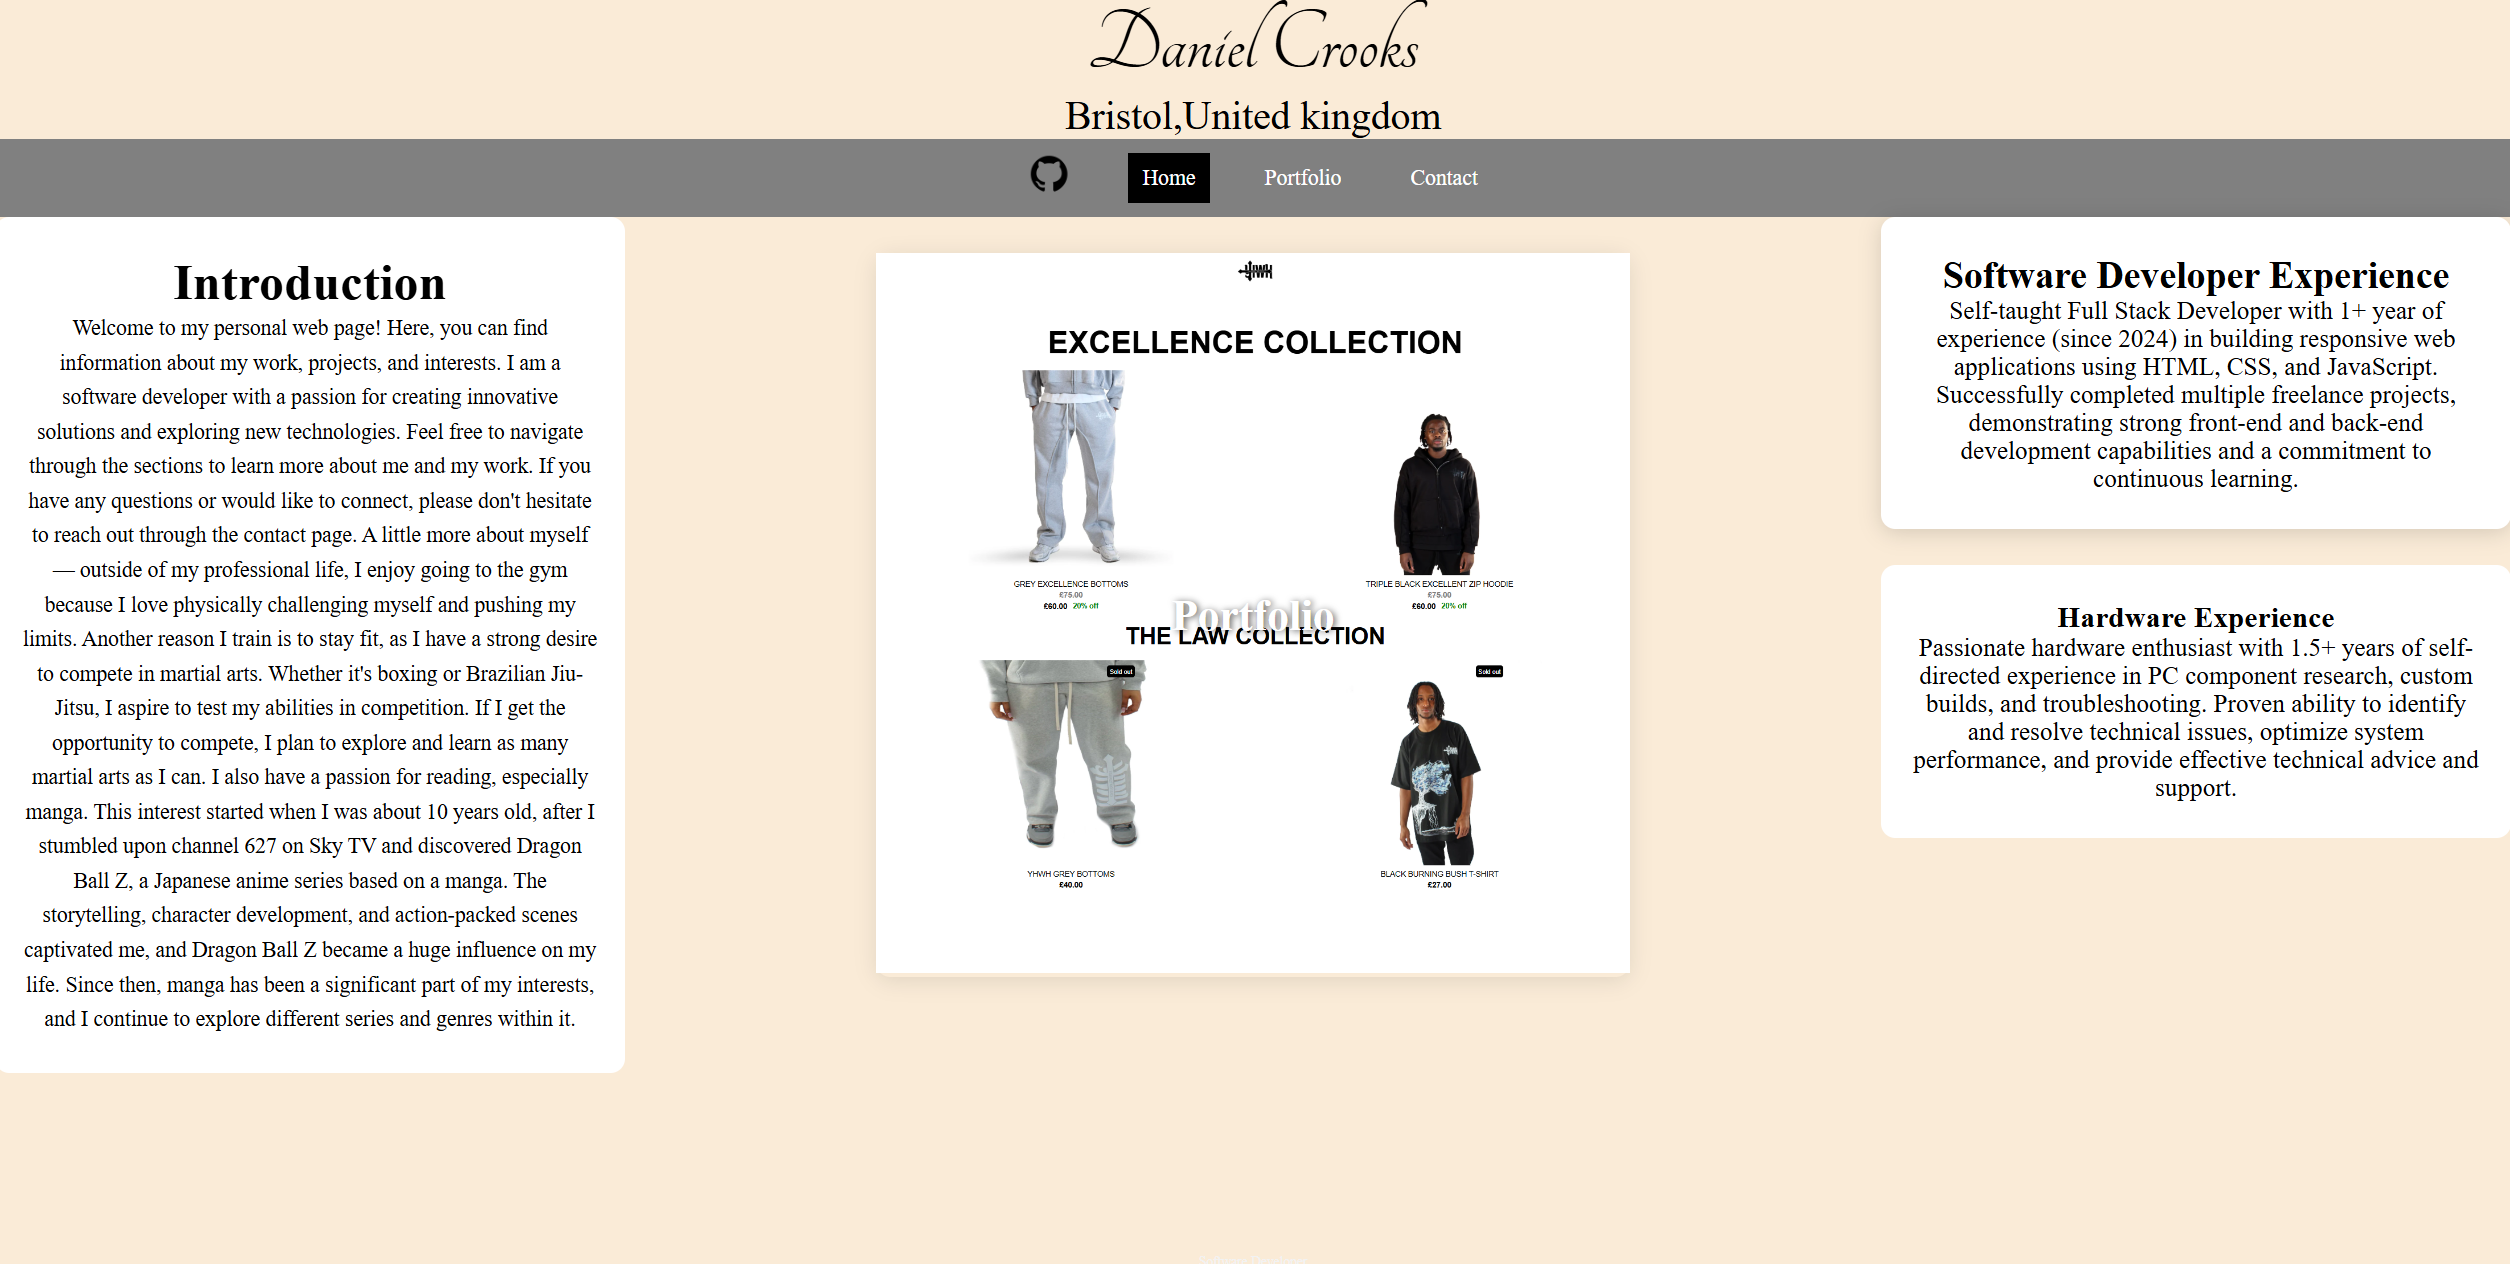 Daniel Crooks
Bristol,United kingdom
Home Portfolio Contact
Introduction
Welcome to my personal web page! Here, you can find
information about my work, projects, and interests. I am a
software developer with a passion for creating innovative
solutions and exploring new technologies. Feel free to navigate
through the sections to learn more about me and my work. If you
have any questions or would like to connect, please don't hesitate
to reach out through the contact page. A little more about myself
— outside of my professional life, I enjoy going to the gym
because I love physically challenging myself and pushing my
limits. Another reason I train is to stay fit, as I have a strong desire
to compete in martial arts. Whether it's boxing or Brazilian Jiu-
Jitsu, I aspire to test my abilities in competition. If I get the
opportunity to compete, I plan to explore and learn as many
martial arts as I can. I also have a passion for reading, especially
manga. This interest started when I was about 10 years old, after I
stumbled upon channel 627 on Sky TV and discovered Dragon
Ball Z, a Japanese anime series based on a manga. The
storytelling, character development, and action-packed scenes
captivated me, and Dragon Ball Z became a huge influence on my
life. Since then, manga has been a significant part of my interests,
and I continue to explore different series and genres within it.
YHWH
EXCELLENCE COLLECTION
GREY EXCELLENCE BOTTOMS
£75.00
£60.00 20% off
TRIPLE BLACK EXCELLENT ZIP HOODIE
£75.00
£60.00 20% off
Portfolio
THE LAW COLLECTION
Sold out
YHWH GREY BOTTOMS
£40.00
Sold out
BLACK BURNING BUSH T-SHIRT
£27.00
Software Developer Experience
Self-taught Full Stack Developer with 1+ year of
experience (since 2024) in building responsive web
applications using HTML, CSS, and JavaScript.
Successfully completed multiple freelance projects,
demonstrating strong front-end and back-end
development capabilities and a commitment to
continuous learning.
Hardware Experience
Passionate hardware enthusiast with 1.5+ years of self-
directed experience in PC component research, custom
builds, and troubleshooting. Proven ability to identify
and resolve technical issues, optimize system
performance, and provide effective technical advice and
support.